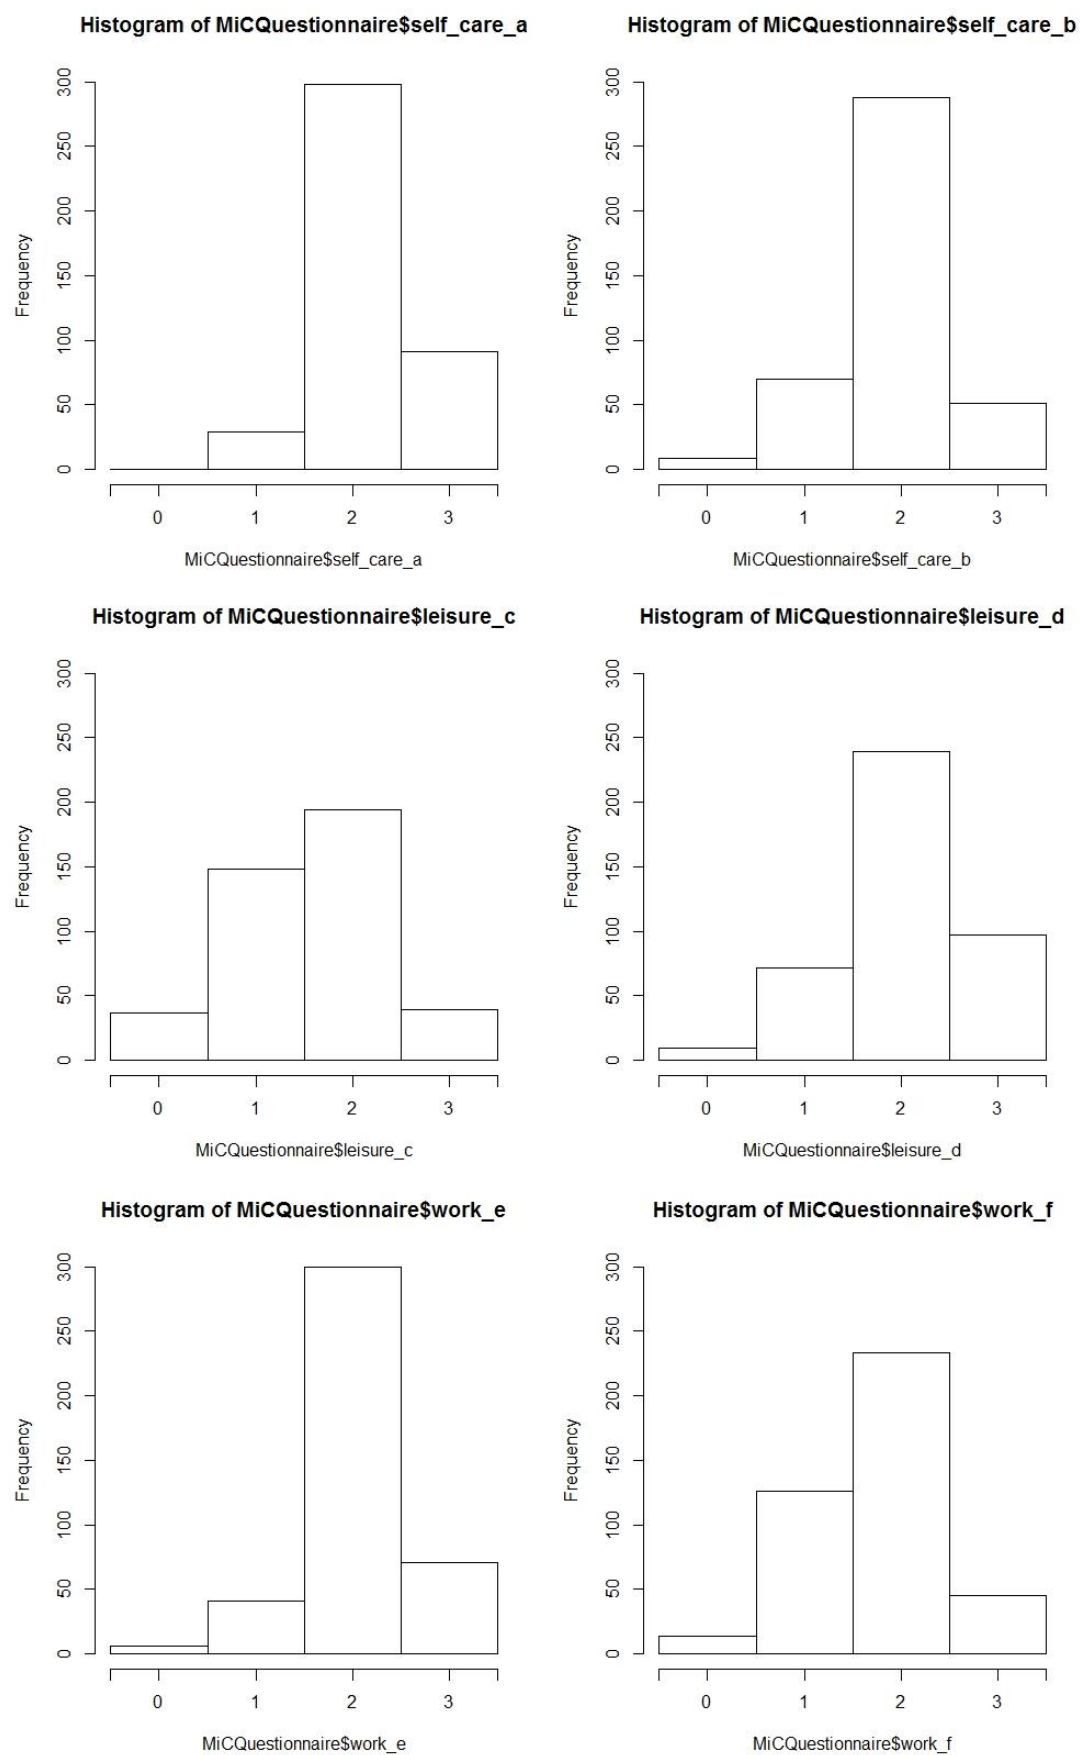 Histogram of MiCQuestionnaire$self_care_a
300
250
200
150
100
50
0
Frequency
0 1 2 3
MiCQuestionnaire$self_care_a
Histogram of MiCQuestionnaire$self_care_b
300
250
200
150
100
50
0
Frequency
0 1 2 3
MiCQuestionnaire$self_care_b
Histogram of MiCQuestionnaire$leisure_c
300
250
200
150
100
50
0
Frequency
0 1 2 3
MiCQuestionnaire$leisure_c
Histogram of MiCQuestionnaire$leisure_d
300
250
200
150
100
50
0
Frequency
0 1 2 3
MiCQuestionnaire$leisure_d
Histogram of MiCQuestionnaire$work_e
300
250
200
150
100
50
0
Frequency
0 1 2 3
MiCQuestionnaire$work_e
Histogram of MiCQuestionnaire$work_f
300
250
200
150
100
50
0
Frequency
0 1 2 3
MiCQuestionnaire$work_f